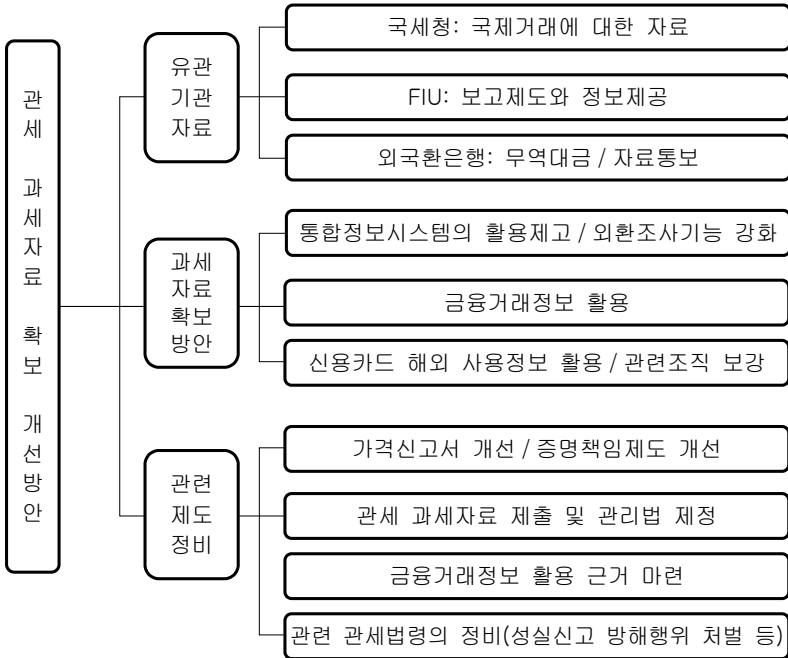 관세 과세자료 확보 개선방안
유관
기관
자료
국세청: 국제거래에 대한 자료
FIU: 보고제도와 정보제공
외국환은행: 무역대금 / 자료통보
과세
자료
확보
방안
통합정보시스템의 활용제고 / 외환조사기능 강화
금융거래정보 활용
신용카드 해외 사용정보 활용 / 관련조직 보강
관련
제도
정비
가격신고서 개선 / 증명책임제도 개선
관세 과세자료 제출 및 관리법 제정
금융거래정보 활용 근거 마련
관련 관세법령의 정비(성실신고 방해행위 처벌 등)